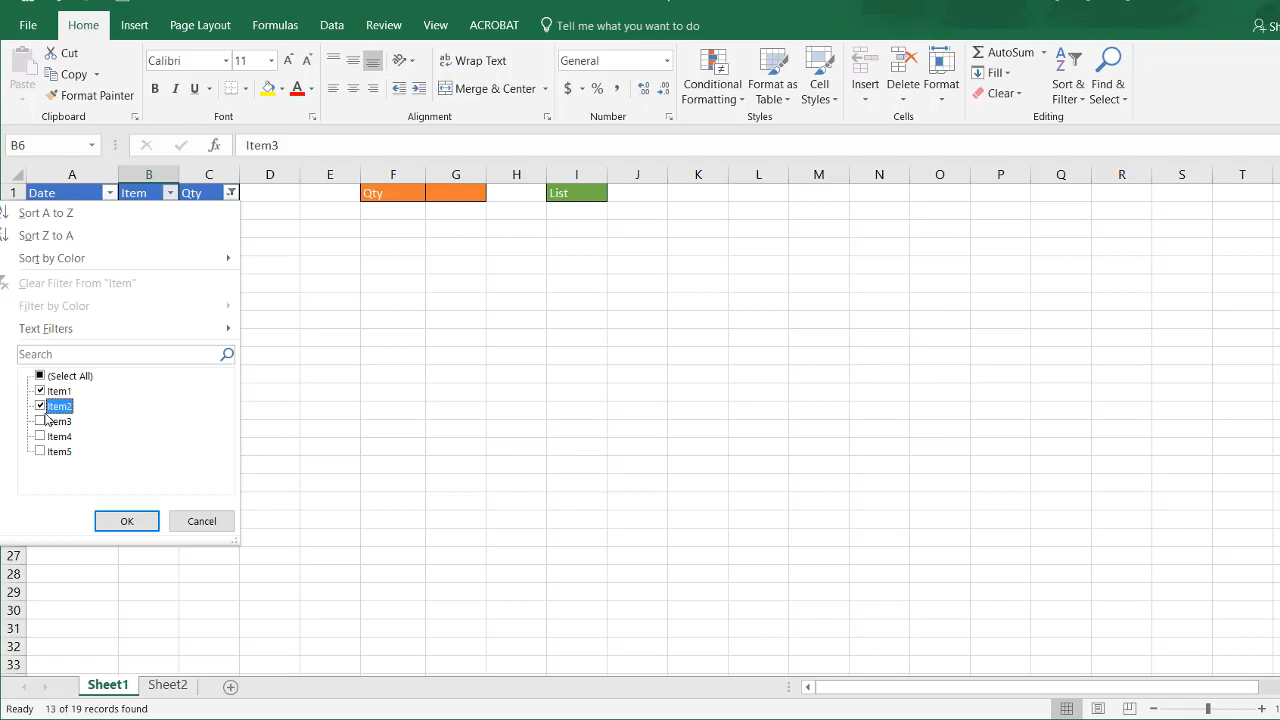 File Home Insert Page Layout Formulas Data Review View ACROBAT Tell me what you want to do
Paste
Cut
Copy
Format Painter
Clipboard
Calibri 11
B I U
Font
Wrap Text
Merge & Center
Alignment
General
$ % ,
Number
Conditional Formatting
Format as Table
Cell Styles
Styles
Insert Delete Format
Cells
AutoSum
Fill
Clear
Sort & Filter
Find & Select
Editing
B6 fx Item3
A B C D E F G H I J K L M N O P Q R S T
1 Date Item Qty Qty List
Sort A to Z
Sort Z to A
Sort by Color
Clear Filter From "Item"
Filter by Color
Text Filters
Search
(Select All)
Item1
Item2
Item3
Item4
Item5
OK Cancel
27
28
29
30
31
32
33
Sheet1 Sheet2
Ready 13 of 19 records found